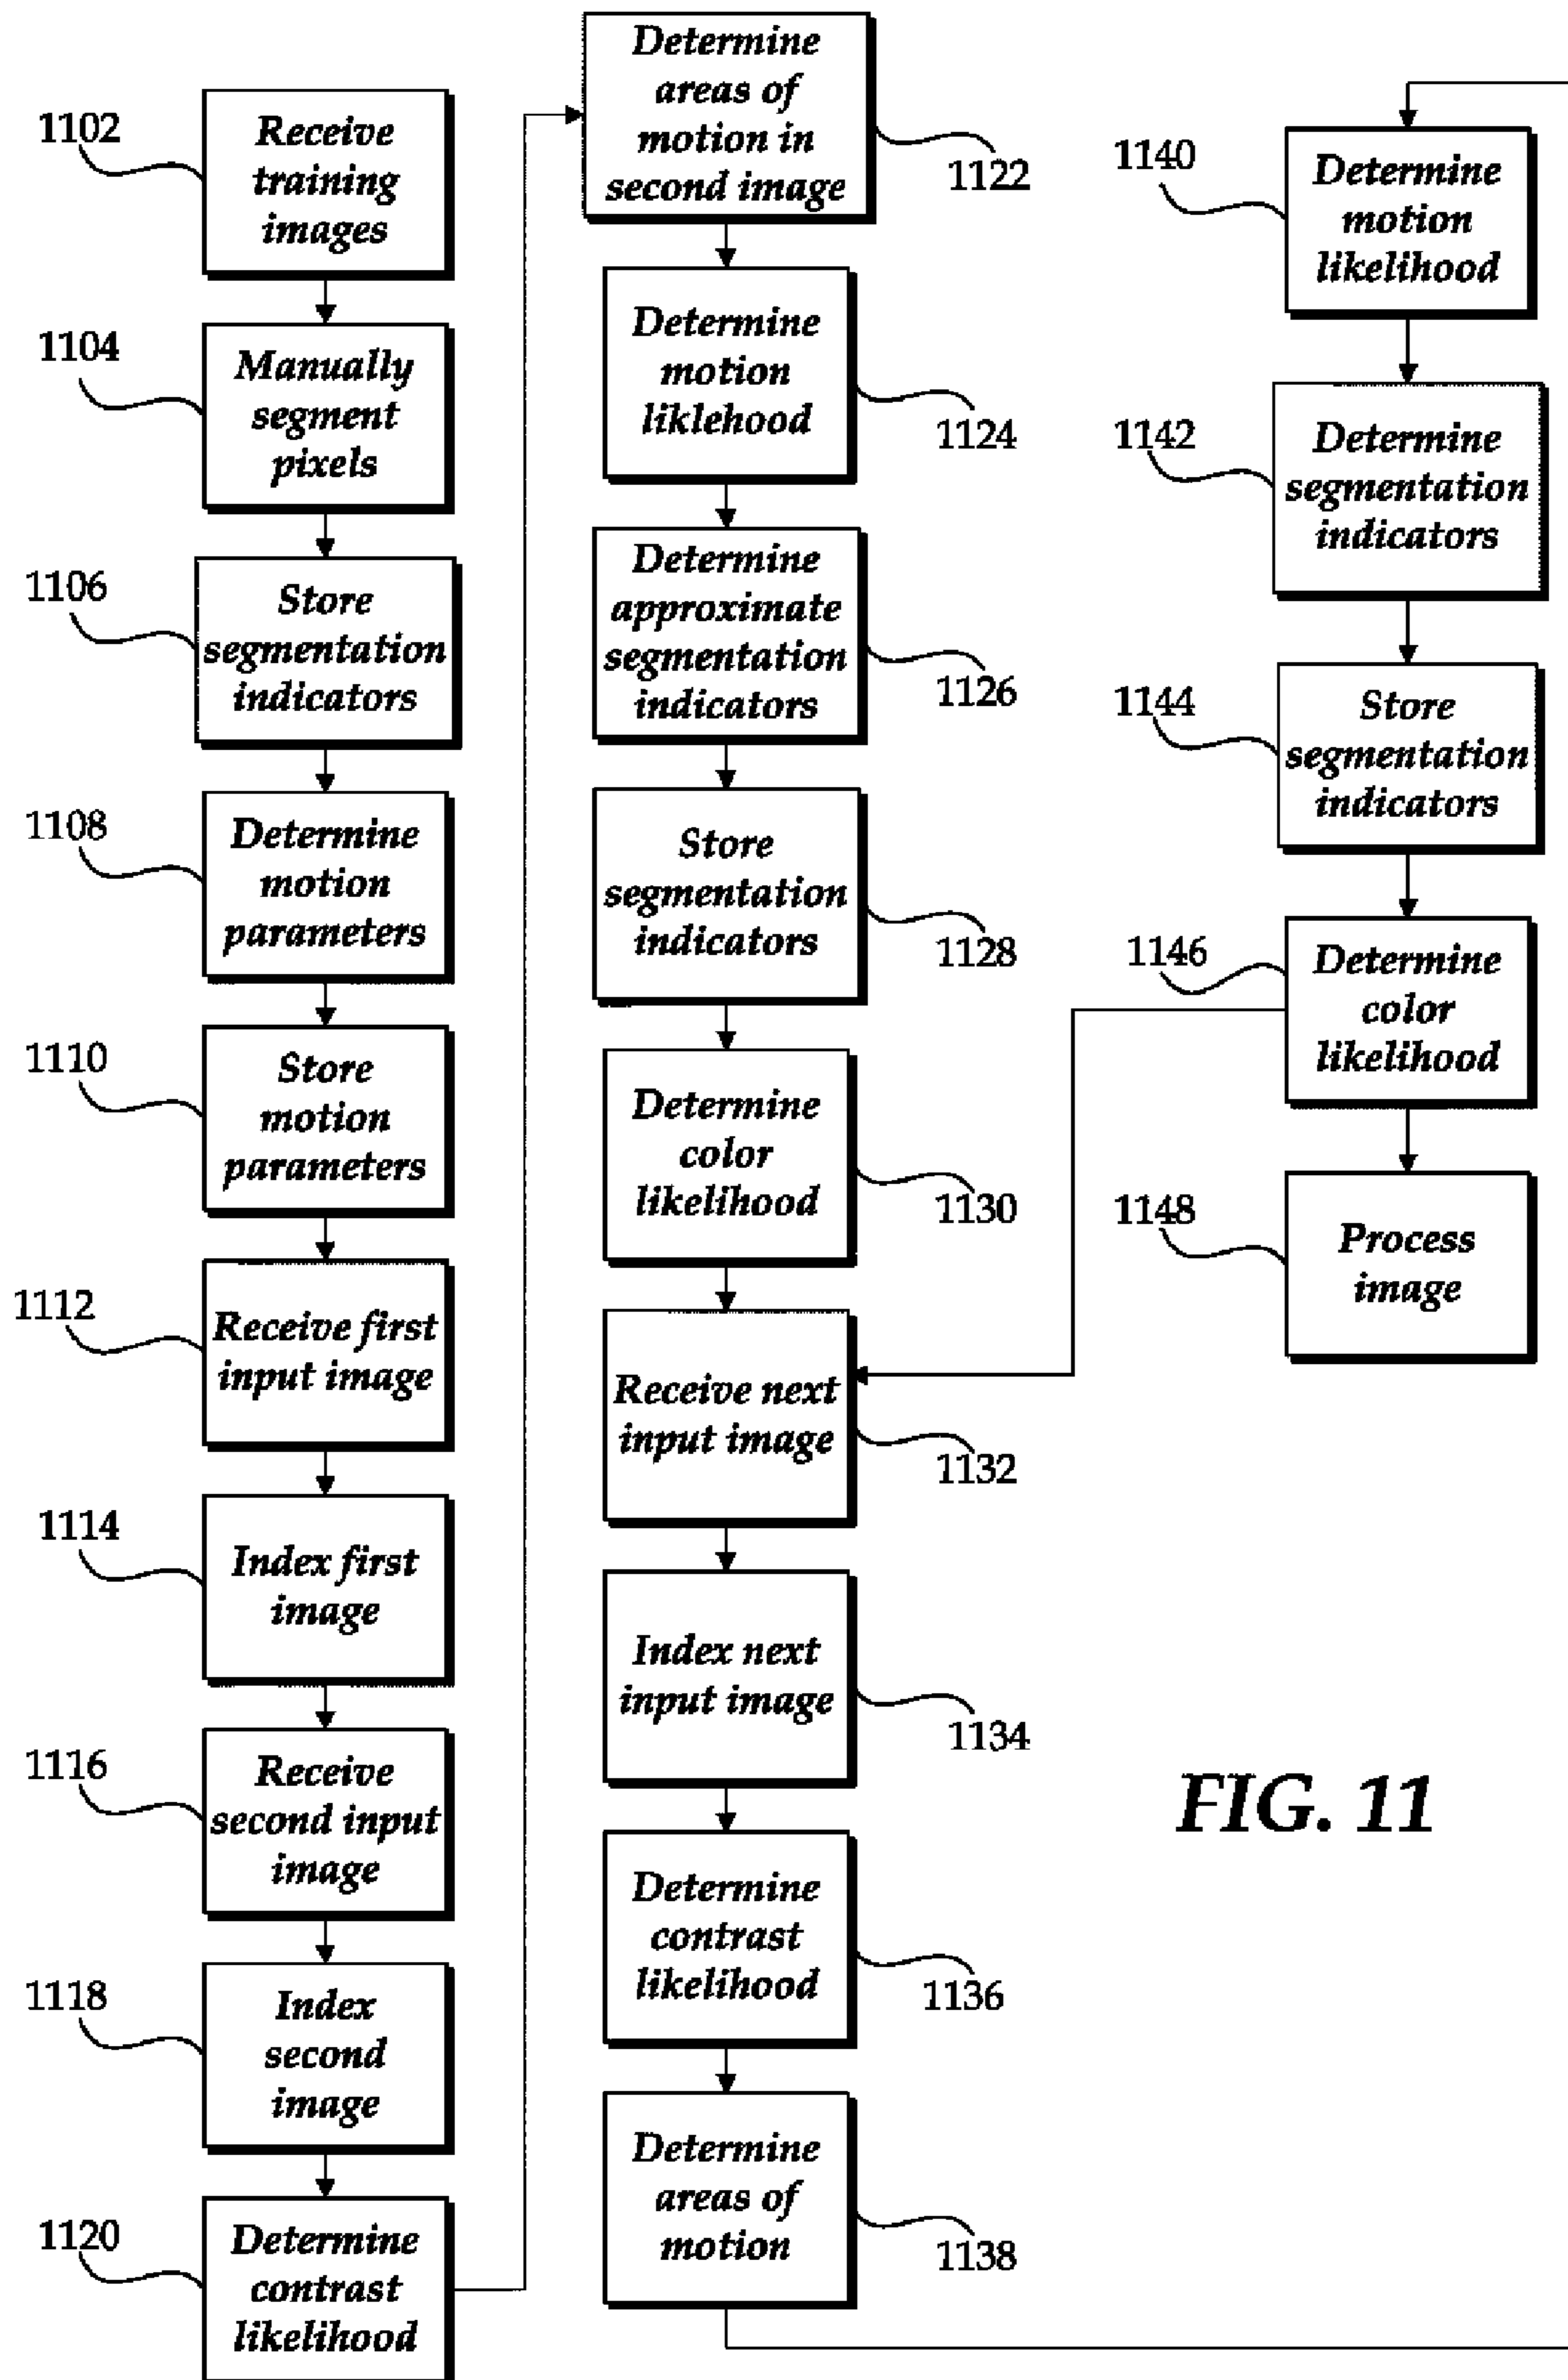 1102
Receive
training
images
1104
Manually
segment
pixels
1106
Store
segmentation
indicators
1108
Determine
motion
parameters
1110
Store
motion
parameters
1112
Receive first
input image
1114
Index first
image
1116
Receive
second input
image
1118
Index
second
image
1120
Determine
contrast
likelihood
Determine
areas of
motion in
second image
1122
Determine
motion
liklehood
1124
Determine
approximate
segmentation
indicators
1126
Store
segmentation
indicators
1128
Determine
color
likelihood
1130
Receive next
input image
1132
Index next
input image
1134
Determine
contrast
likelihood
1136
Determine
areas of
motion
1138
1140
Determine
motion
likelihood
1142
Determine
segmentation
indicators
1144
Store
segmentation
indicators
1146
Determine
color
likelihood
1148
Process
image
FIG. 11